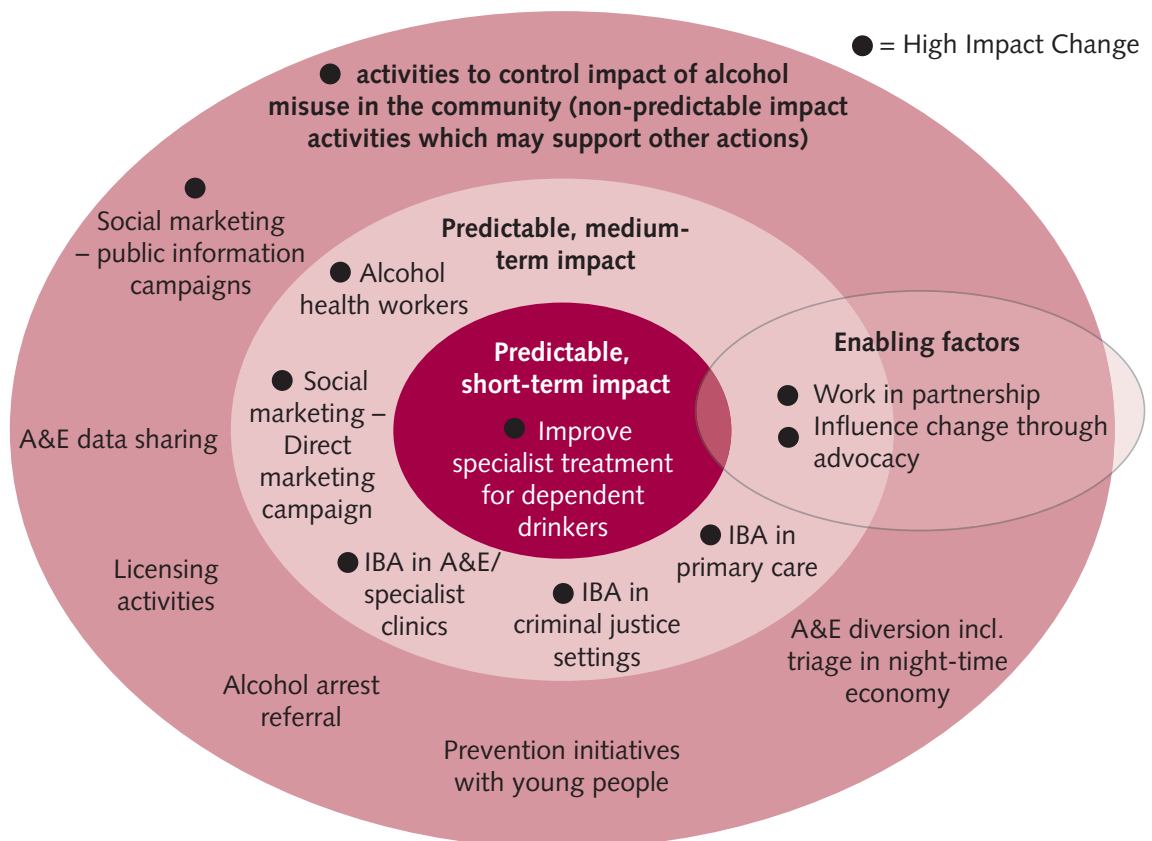 ● = High Impact Change
● activities to control impact of alcohol
misuse in the community (non-predictable impact
activities which may support other actions)
●
Social marketing
– public information
campaigns
Predictable, medium-
term impact
● Alcohol
health workers
Predictable,
short-term impact
● Improve
specialist treatment
for dependent
drinkers
Enabling factors
● Work in partnership
● Influence change through
advocacy
● Social
marketing –
Direct
marketing
campaign
A&E data sharing
● IBA in
primary care
● IBA in A&E/
specialist
clinics
● IBA in
criminal justice
settings
Licensing
activities
A&E diversion incl.
triage in night-time
economy
Alcohol arrest
referral
Prevention initiatives
with young people